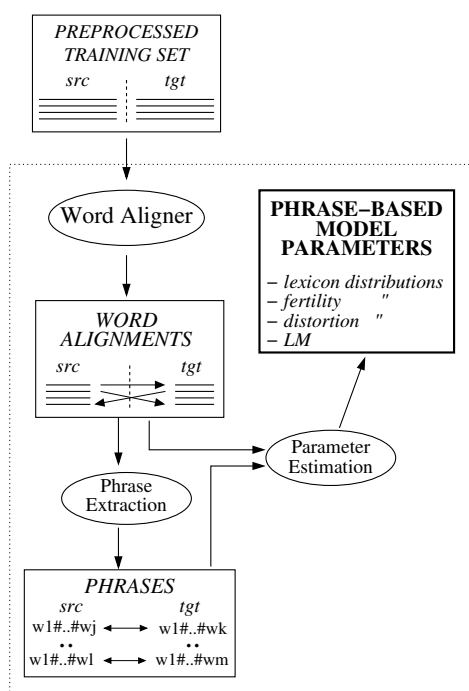 PREPROCESSED
TRAINING SET
src tgt
Word Aligner
PHRASE–BASED
MODEL
PARAMETERS
– lexicon distributions
– fertility "
– distortion "
– LM
WORD
ALIGNMENTS
src tgt
Parameter
Estimation
Phrase
Extraction
PHRASES
src tgt
w1#..#wj w1#..#wk
.. ..
w1#..#wl w1#..#wm